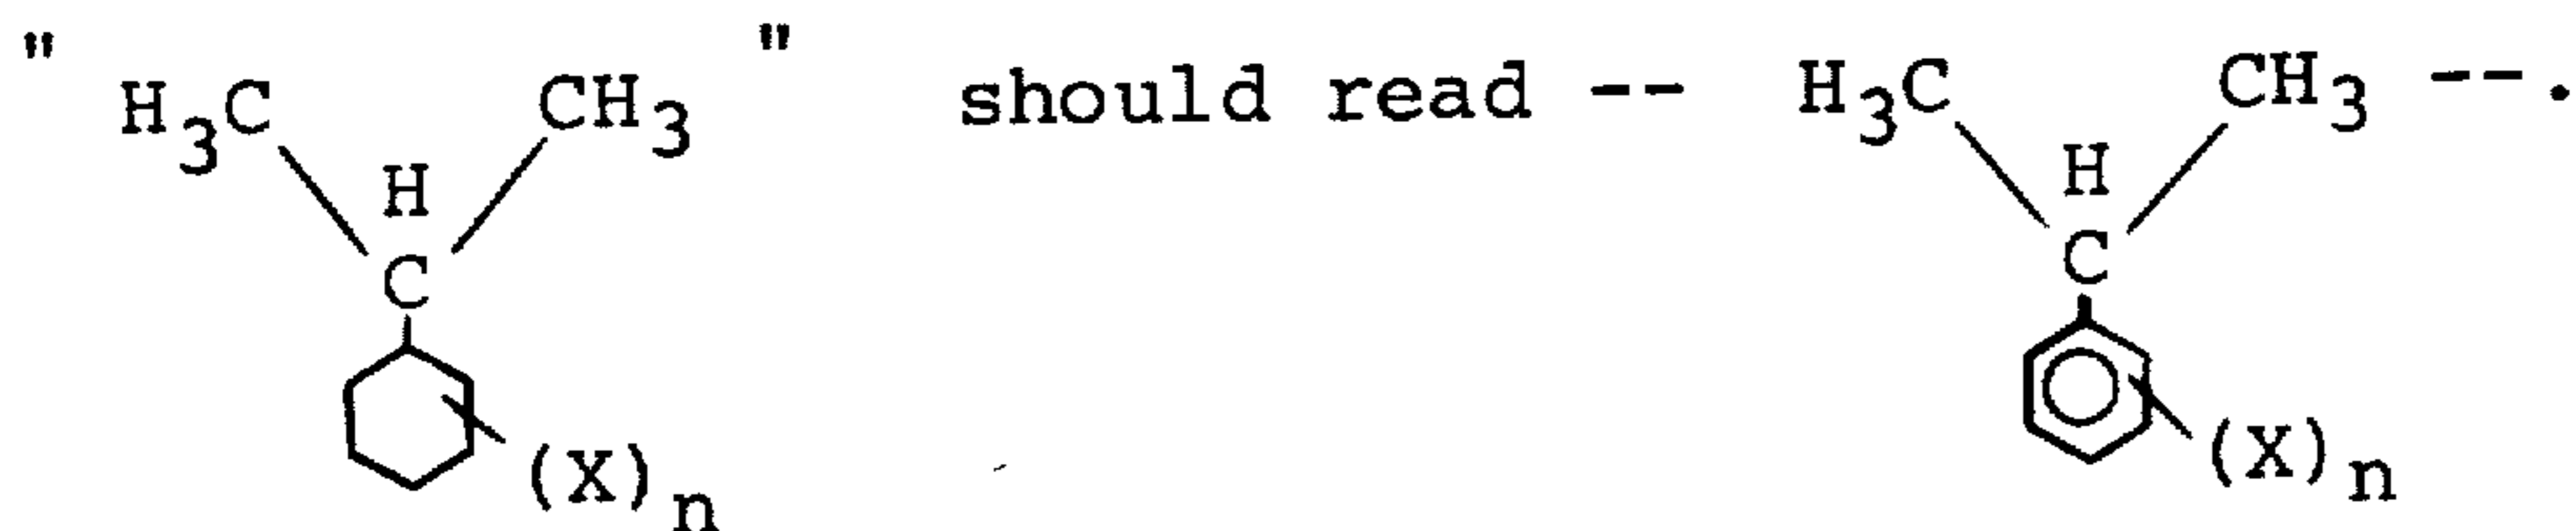 " H3C CH3 " should read -- H3C CH3 --.
H H
C C
(X)n (X)n